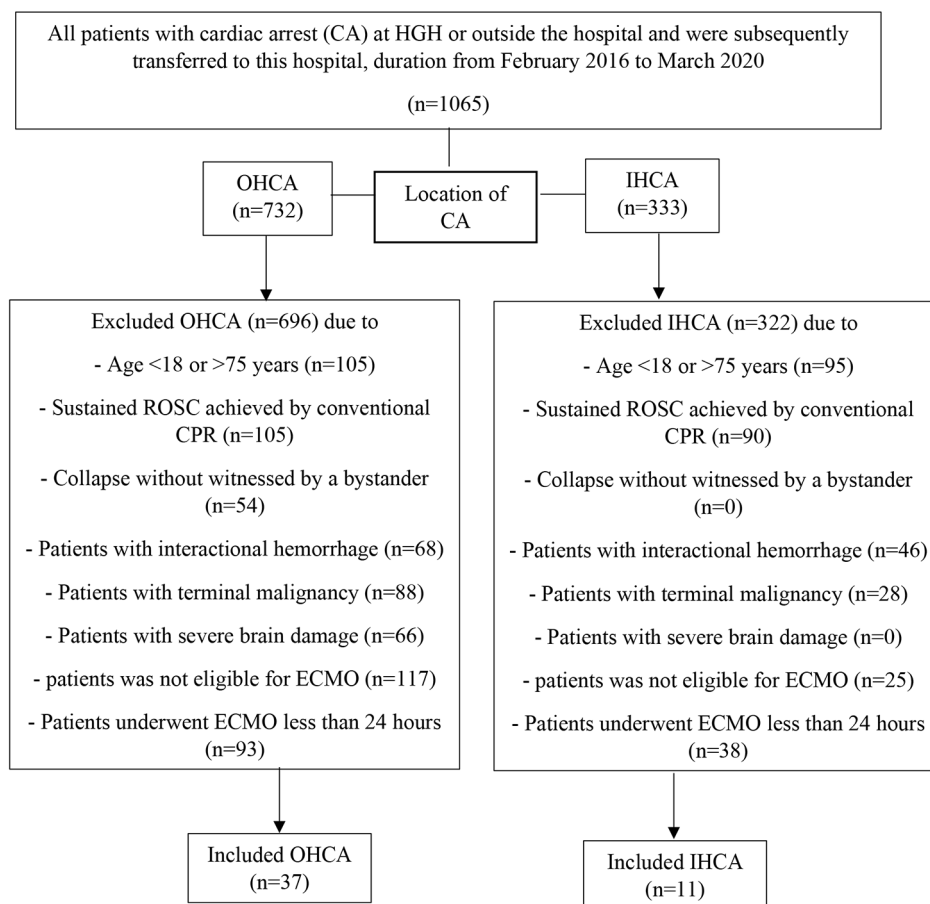 All patients with cardiac arrest (CA) at HGH or outside the hospital and were subsequently
transferred to this hospital, duration from February 2016 to March 2020
(n=1065)
OHCA
(n=732)
Location of
CA
IHCA
(n=333)
Excluded OHCA (n=696) due to
- Age <18 or >75 years (n=105)
- Sustained ROSC achieved by conventional
CPR (n=105)
- Collapse without witnessed by a bystander
(n=54)
- Patients with interactional hemorrhage (n=68)
- Patients with terminal malignancy (n=88)
- Patients with severe brain damage (n=66)
- patients was not eligible for ECMO (n=117)
- Patients underwent ECMO less than 24 hours
(n=93)
Excluded IHCA (n=322) due to
- Age <18 or >75 years (n=95)
- Sustained ROSC achieved by conventional
CPR (n=90)
- Collapse without witnessed by a bystander
(n=0)
- Patients with interactional hemorrhage (n=46)
- Patients with terminal malignancy (n=28)
- Patients with severe brain damage (n=0)
- patients was not eligible for ECMO (n=25)
- Patients underwent ECMO less than 24 hours
(n=38)
Included OHCA
(n=37)
Included IHCA
(n=11)